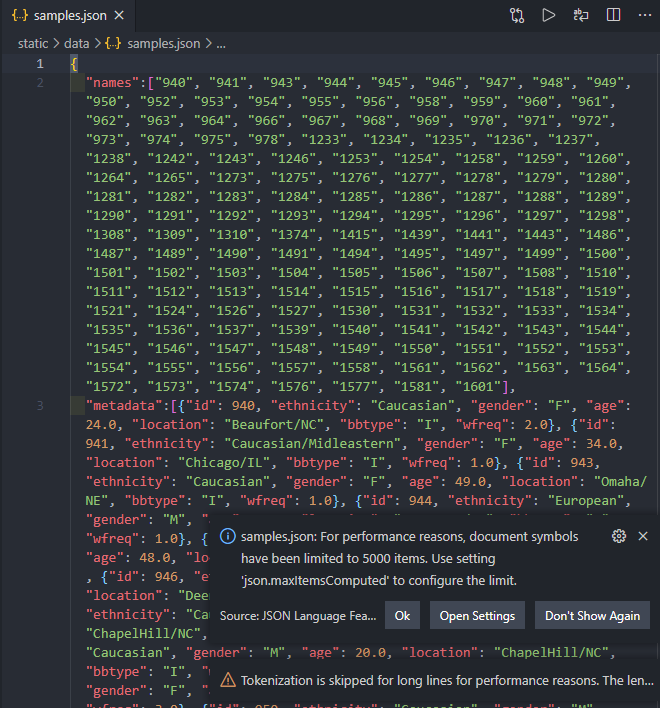 {..} samples.json
static > data > {..} samples.json > ...
1 {
2 "names":["940", "941", "943", "944", "945", "946", "947", "948", "949",
"950", "952", "953", "954", "955", "956", "958", "959", "960", "961",
"962", "963", "964", "966", "967", "968", "969", "970", "971", "972",
"973", "974", "975", "978", "1233", "1234", "1235", "1236", "1237",
"1238", "1242", "1243", "1246", "1253", "1254", "1258", "1259", "1260",
"1264", "1265", "1273", "1275", "1276", "1277", "1278", "1279", "1280",
"1281", "1282", "1283", "1284", "1285", "1286", "1287", "1288", "1289",
"1290", "1291", "1292", "1293", "1294", "1295", "1296", "1297", "1298",
"1308", "1309", "1310", "1374", "1415", "1439", "1441", "1443", "1486",
"1487", "1489", "1490", "1491", "1494", "1495", "1497", "1499", "1500",
"1501", "1502", "1503", "1504", "1505", "1506", "1507", "1508", "1510",
"1511", "1512", "1513", "1514", "1515", "1516", "1517", "1518", "1519",
"1521", "1524", "1526", "1527", "1530", "1531", "1532", "1533", "1534",
"1535", "1536", "1537", "1539", "1540", "1541", "1542", "1543", "1544",
"1545", "1546", "1547", "1548", "1549", "1550", "1551", "1552", "1553",
"1554", "1555", "1556", "1557", "1558", "1561", "1562", "1563", "1564",
"1572", "1573", "1574", "1576", "1577", "1581", "1601"],
3 "metadata":[{"id": 940, "ethnicity": "Caucasian", "gender": "F", "age":
24.0, "location": "Beaufort/NC", "bbtype": "I", "wfreq": 2.0}, {"id":
941, "ethnicity": "Caucasian/Midleastern", "gender": "F", "age": 34.0,
"location": "Chicago/IL", "bbtype": "I", "wfreq": 1.0}, {"id": 943,
"ethnicity": "Caucasian", "gender": "F", "age": 49.0, "location": "Omaha/
NE", "bbtype": "I", "wfreq": 1.0}, {"id": 944, "ethnicity": "European",
"gender": "M",
"wfreq": 1.0}, {
"age": 48.0, "lo
, {"id": 946, "e
"location": "Dee
"ethnicity": "Ca
"ChapelHill/NC",
"Caucasian", "gender": "M", "age": 20.0, "location": "ChapelHill/NC",
"bbtype": "I"
"gender": "F",
samples.json: For performance reasons, document symbols
have been limited to 5000 items. Use setting
'json.maxItemsComputed' to configure the limit.
Source: JSON Language Fea...
Ok
Open Settings
Don't Show Again
Tokenization is skipped for long lines for performance reasons. The len...